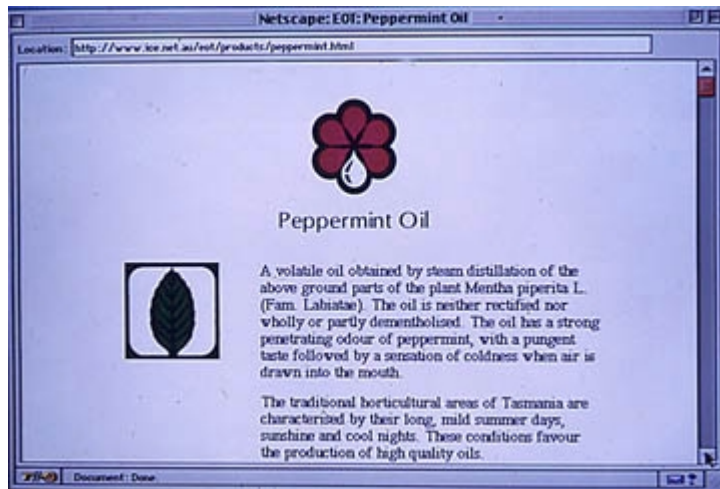 Netscape: EOT: Peppermint Oil
Location: http://www.ice.net.au/eot/products/peppermint.html
Peppermint Oil
A volatile oil obtained by steam distillation of the
above ground parts of the plant Mentha piperita L.
(Fam. Labiatae). The oil is neither rectified nor
wholly or partly dementholised. The oil has a strong
penetrating odour of peppermint, with a pungent
taste followed by a sensation of coldness when air is
drawn into the mouth.
The traditional horticultural areas of Tasmania are
characterised by their long, mild summer days,
sunshine and cool nights. These conditions favour
the production of high quality oils.
Document: Done
?